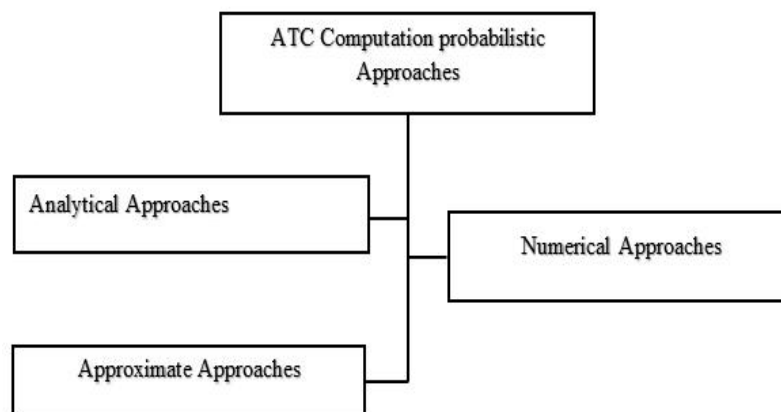 ATC Computation probabilistic
Approaches
Analytical Approaches
Numerical Approaches
Approximate Approaches